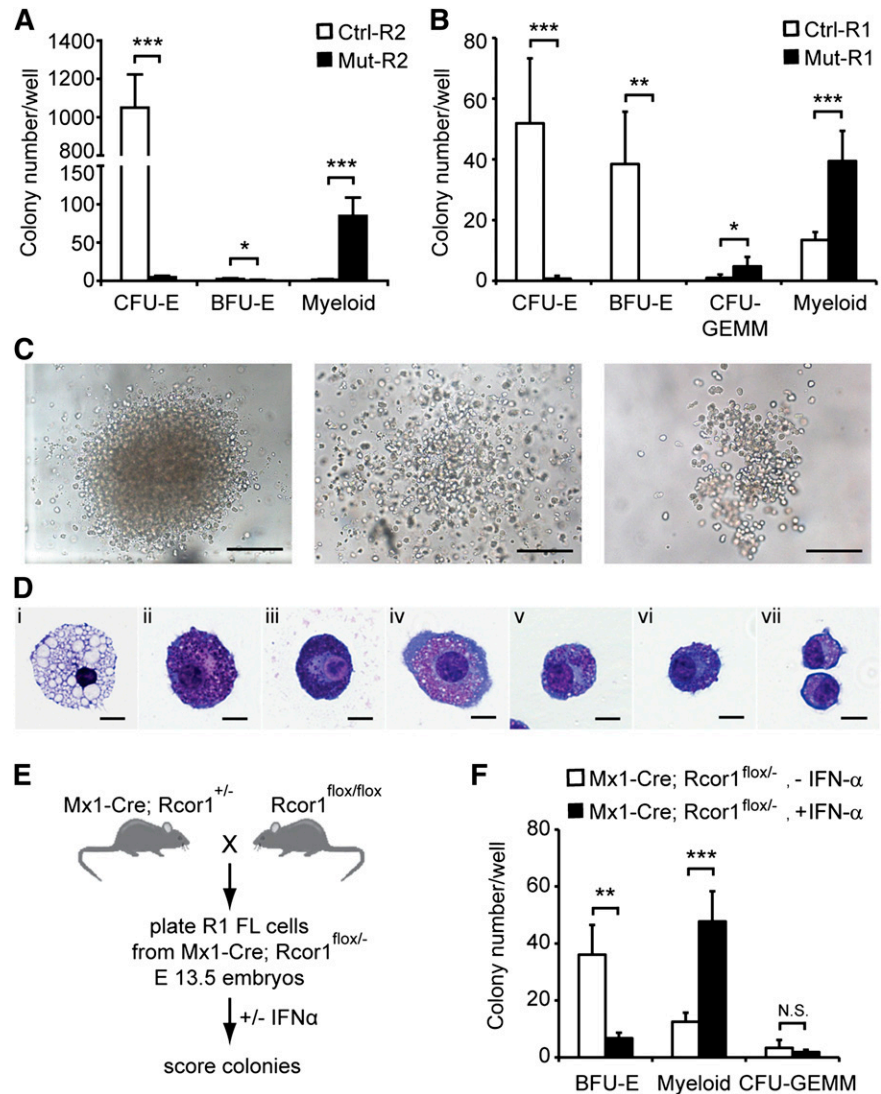 A
Ctrl-R2
Mut-R2
Colony number/well
1400
1200
1000
800
150
100
50
0
***
*
***
CFU-E
BFU-E
Myeloid
B
Ctrl-R1
Mut-R1
Colony number/well
80
60
40
20
0
***
**
*
***
CFU-E
BFU-E
CFU-
GEMM
Myeloid
C
D
i
ii
iii
iv
v
vi
vii
E
Mx1-Cre; Rcor1+/-
Rcor1flox/flox
X
plate R1 FL cells
from Mx1-Cre; Rcor1flox/-
E 13.5 embryos
+/- IFNα
score colonies
F
Mx1-Cre; Rcor1flox/- , - IFN-α
Mx1-Cre; Rcor1flox/- , +IFN-α
Colony number/well
80
60
40
20
0
**
***
N.S.
BFU-E
Myeloid
CFU-GEMM